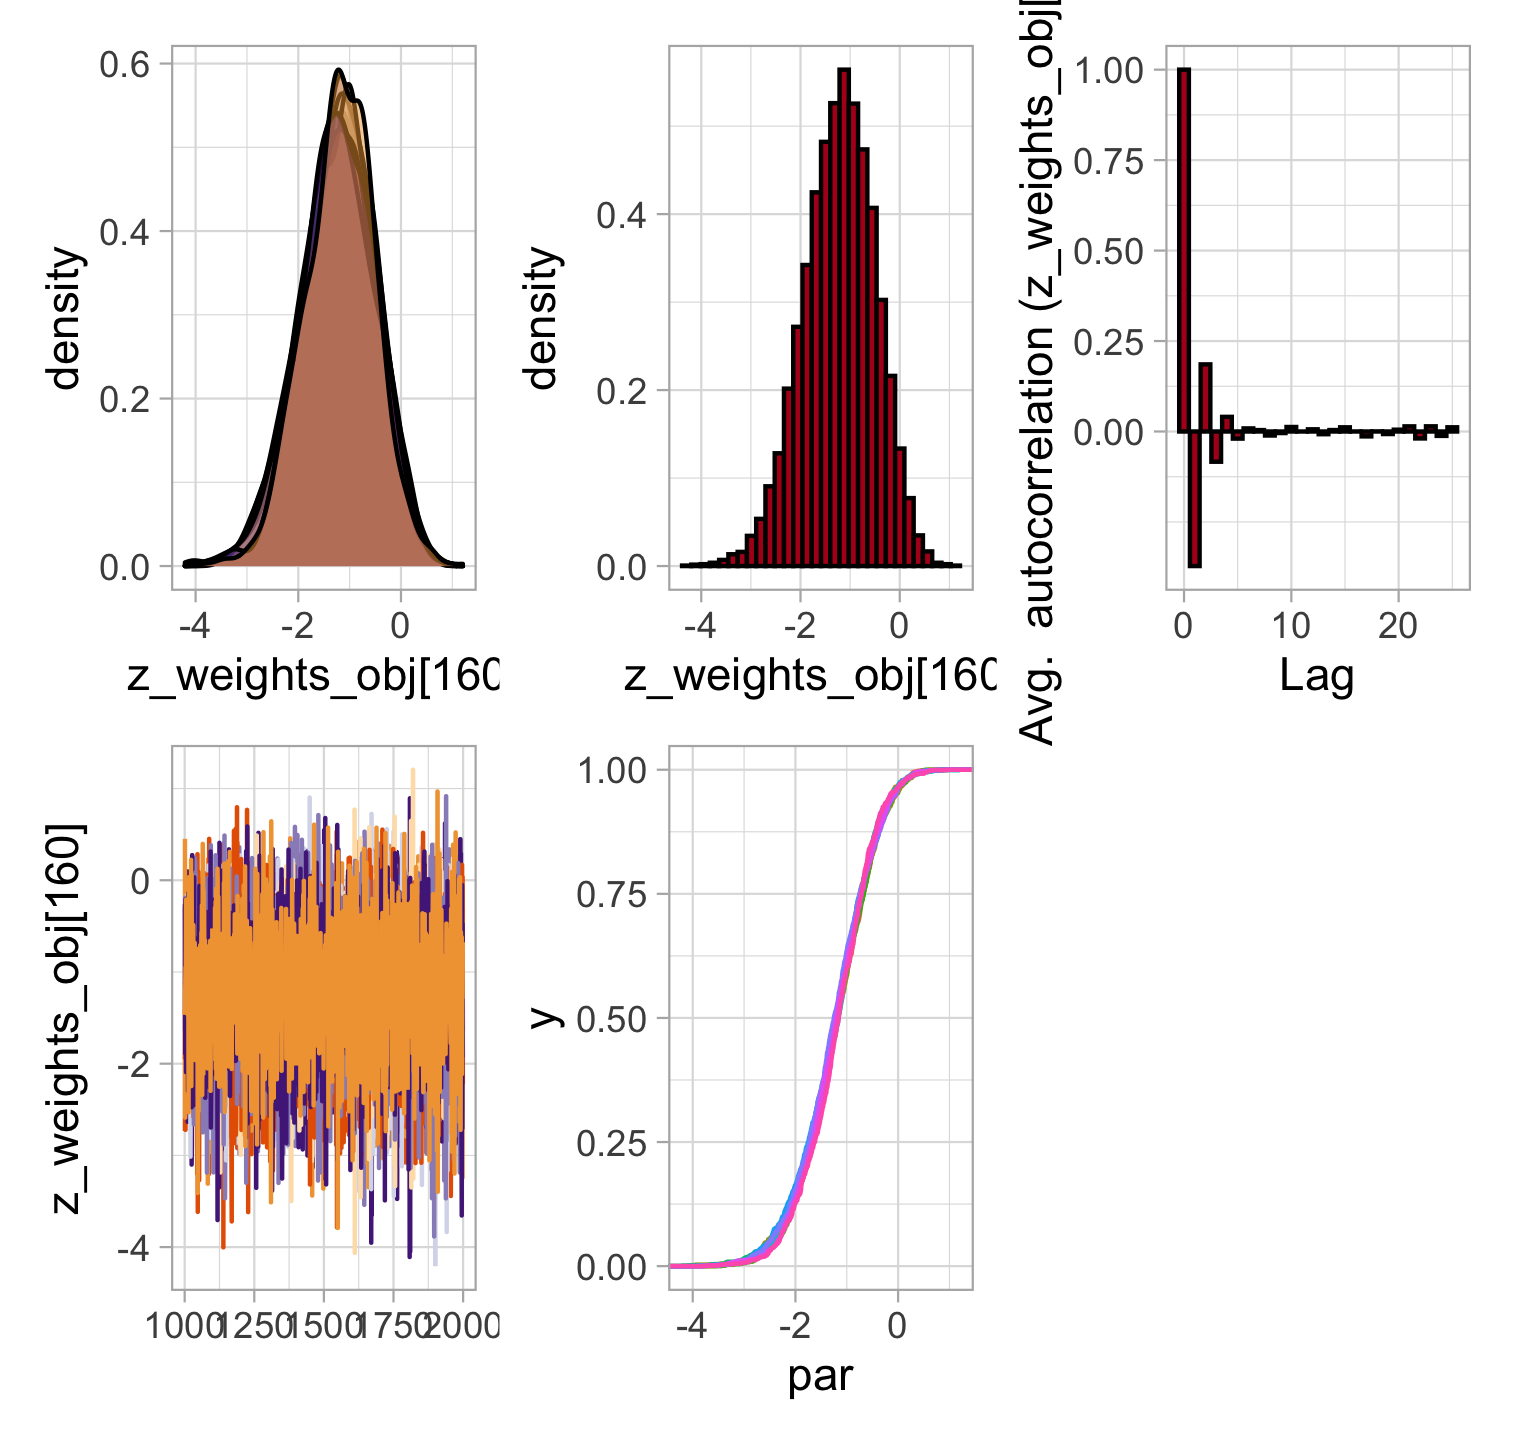 0.6
0.4
0.2
0.0
density
-4 -2 0
z_weights_obj[160
0.4
0.2
0.0
density
-4 -2 0
z_weights_obj[160
1.00
0.75
0.50
0.25
0.00
Avg. autocorrelation (z_weights_obj[
0 10 20
Lag
0
-2
-4
z_weights_obj[160]
1000 1250 1500 1750 2000
1.00
0.75
0.50
0.25
0.00
y
-4 -2 0
par